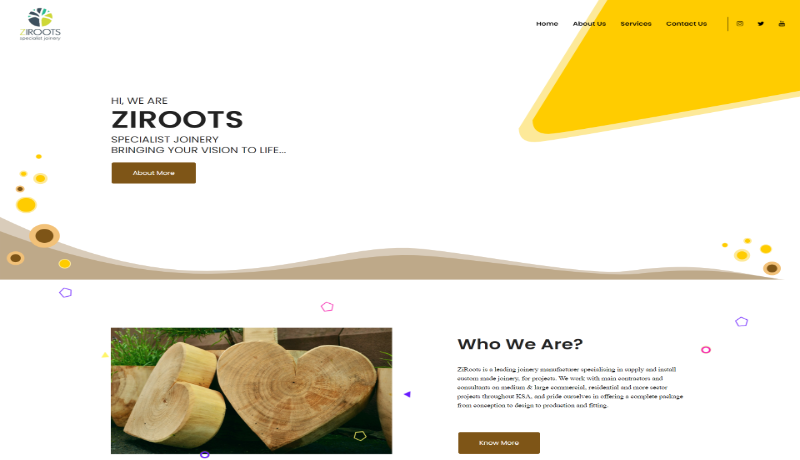 ZIROOTS
specialist joinery
Home About Us Services Contact Us
HI, WE ARE
ZIROOTS
SPECIALIST JOINERY
BRINGING YOUR VISION TO LIFE...
About More
Who We Are?
ZiRoots is a leading joinery manufacturer specialising in supply and install
custom made joinery, for projects. We work with main contractors and
consultants on medium & large commercial, residential and more sector
projects throughout KSA, and pride ourselves in offering a complete package
from conception to design to production and fitting.
Know More